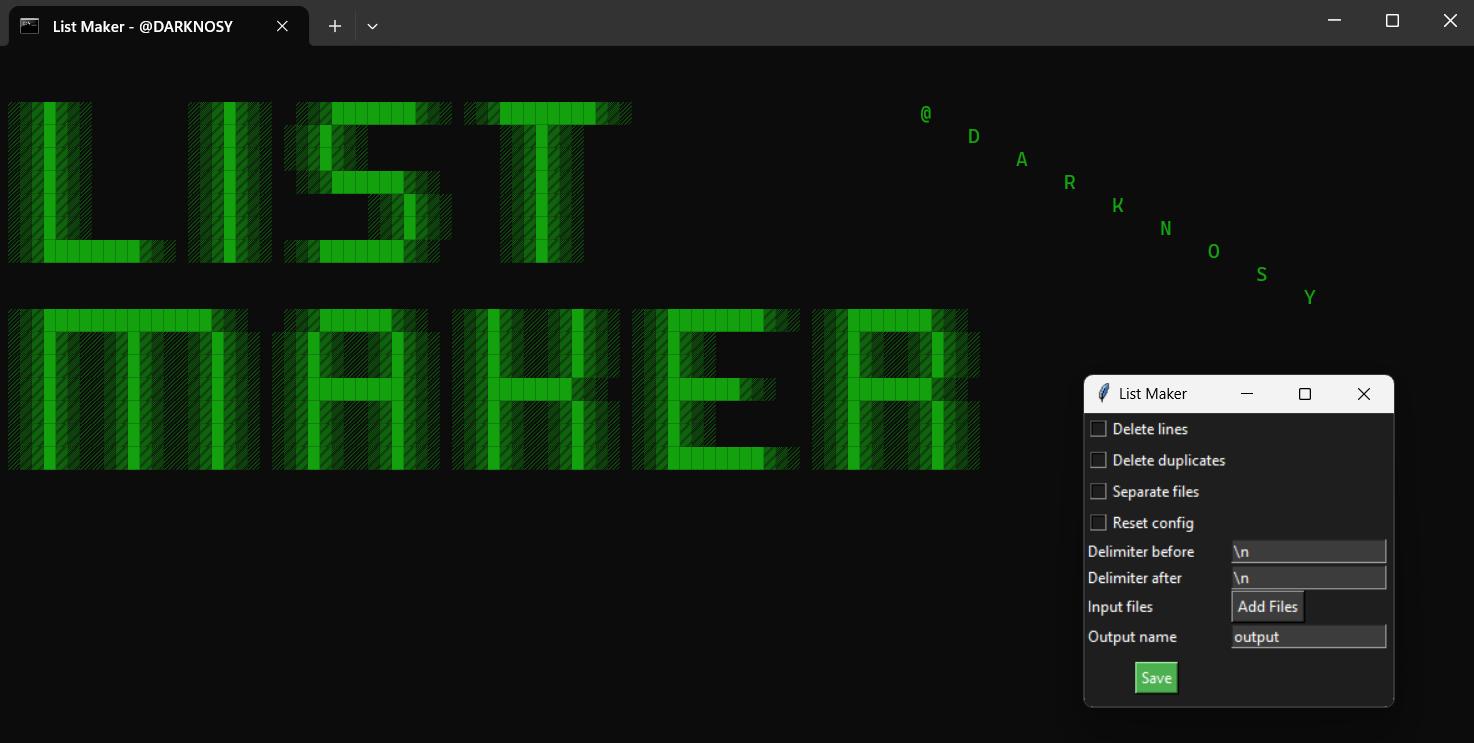 List Maker - @DARKNOSY
LIST
MAKER
@
D
A
R
K
N
O
S
Y
List Maker
Delete lines
Delete duplicates
Separate files
Reset config
Delimiter before \n
Delimiter after \n
Input files Add Files
Output name output
Save